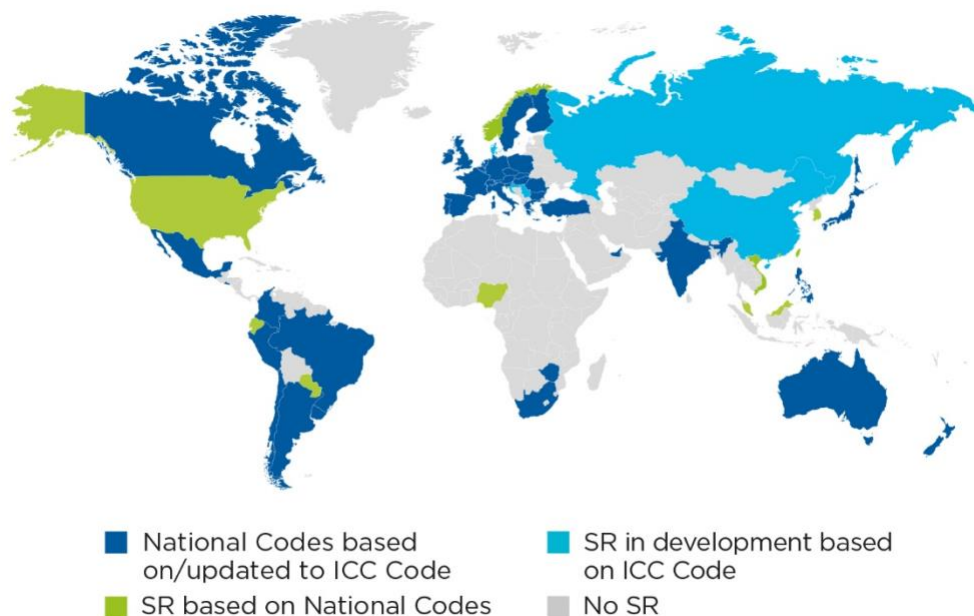 National Codes based
on/updated to ICC Code
SR based on National Codes
SR in development based
on ICC Code
No SR